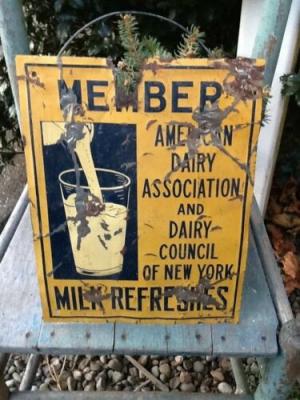 MEMBER
AMERICAN
DAIRY
ASSOCIATION
AND
DAIRY
COUNCIL
OF NEW YORK
MILK REFRESHES